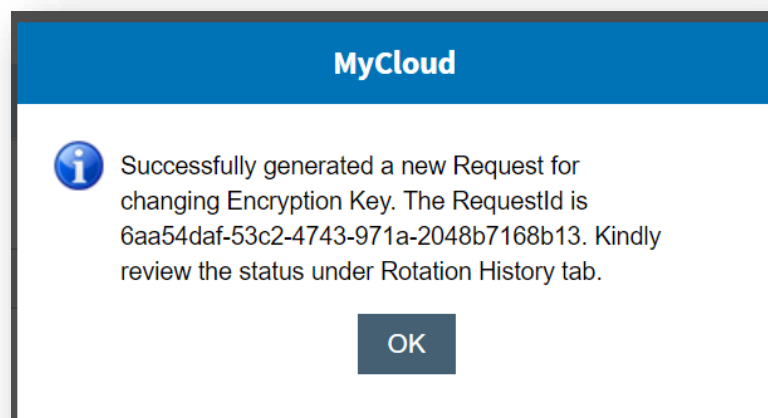 MyCloud
Successfully generated a new Request for
changing Encryption Key. The RequestId is
6aa54daf-53c2-4743-971a-2048b7168b13. Kindly
review the status under Rotation History tab.
OK